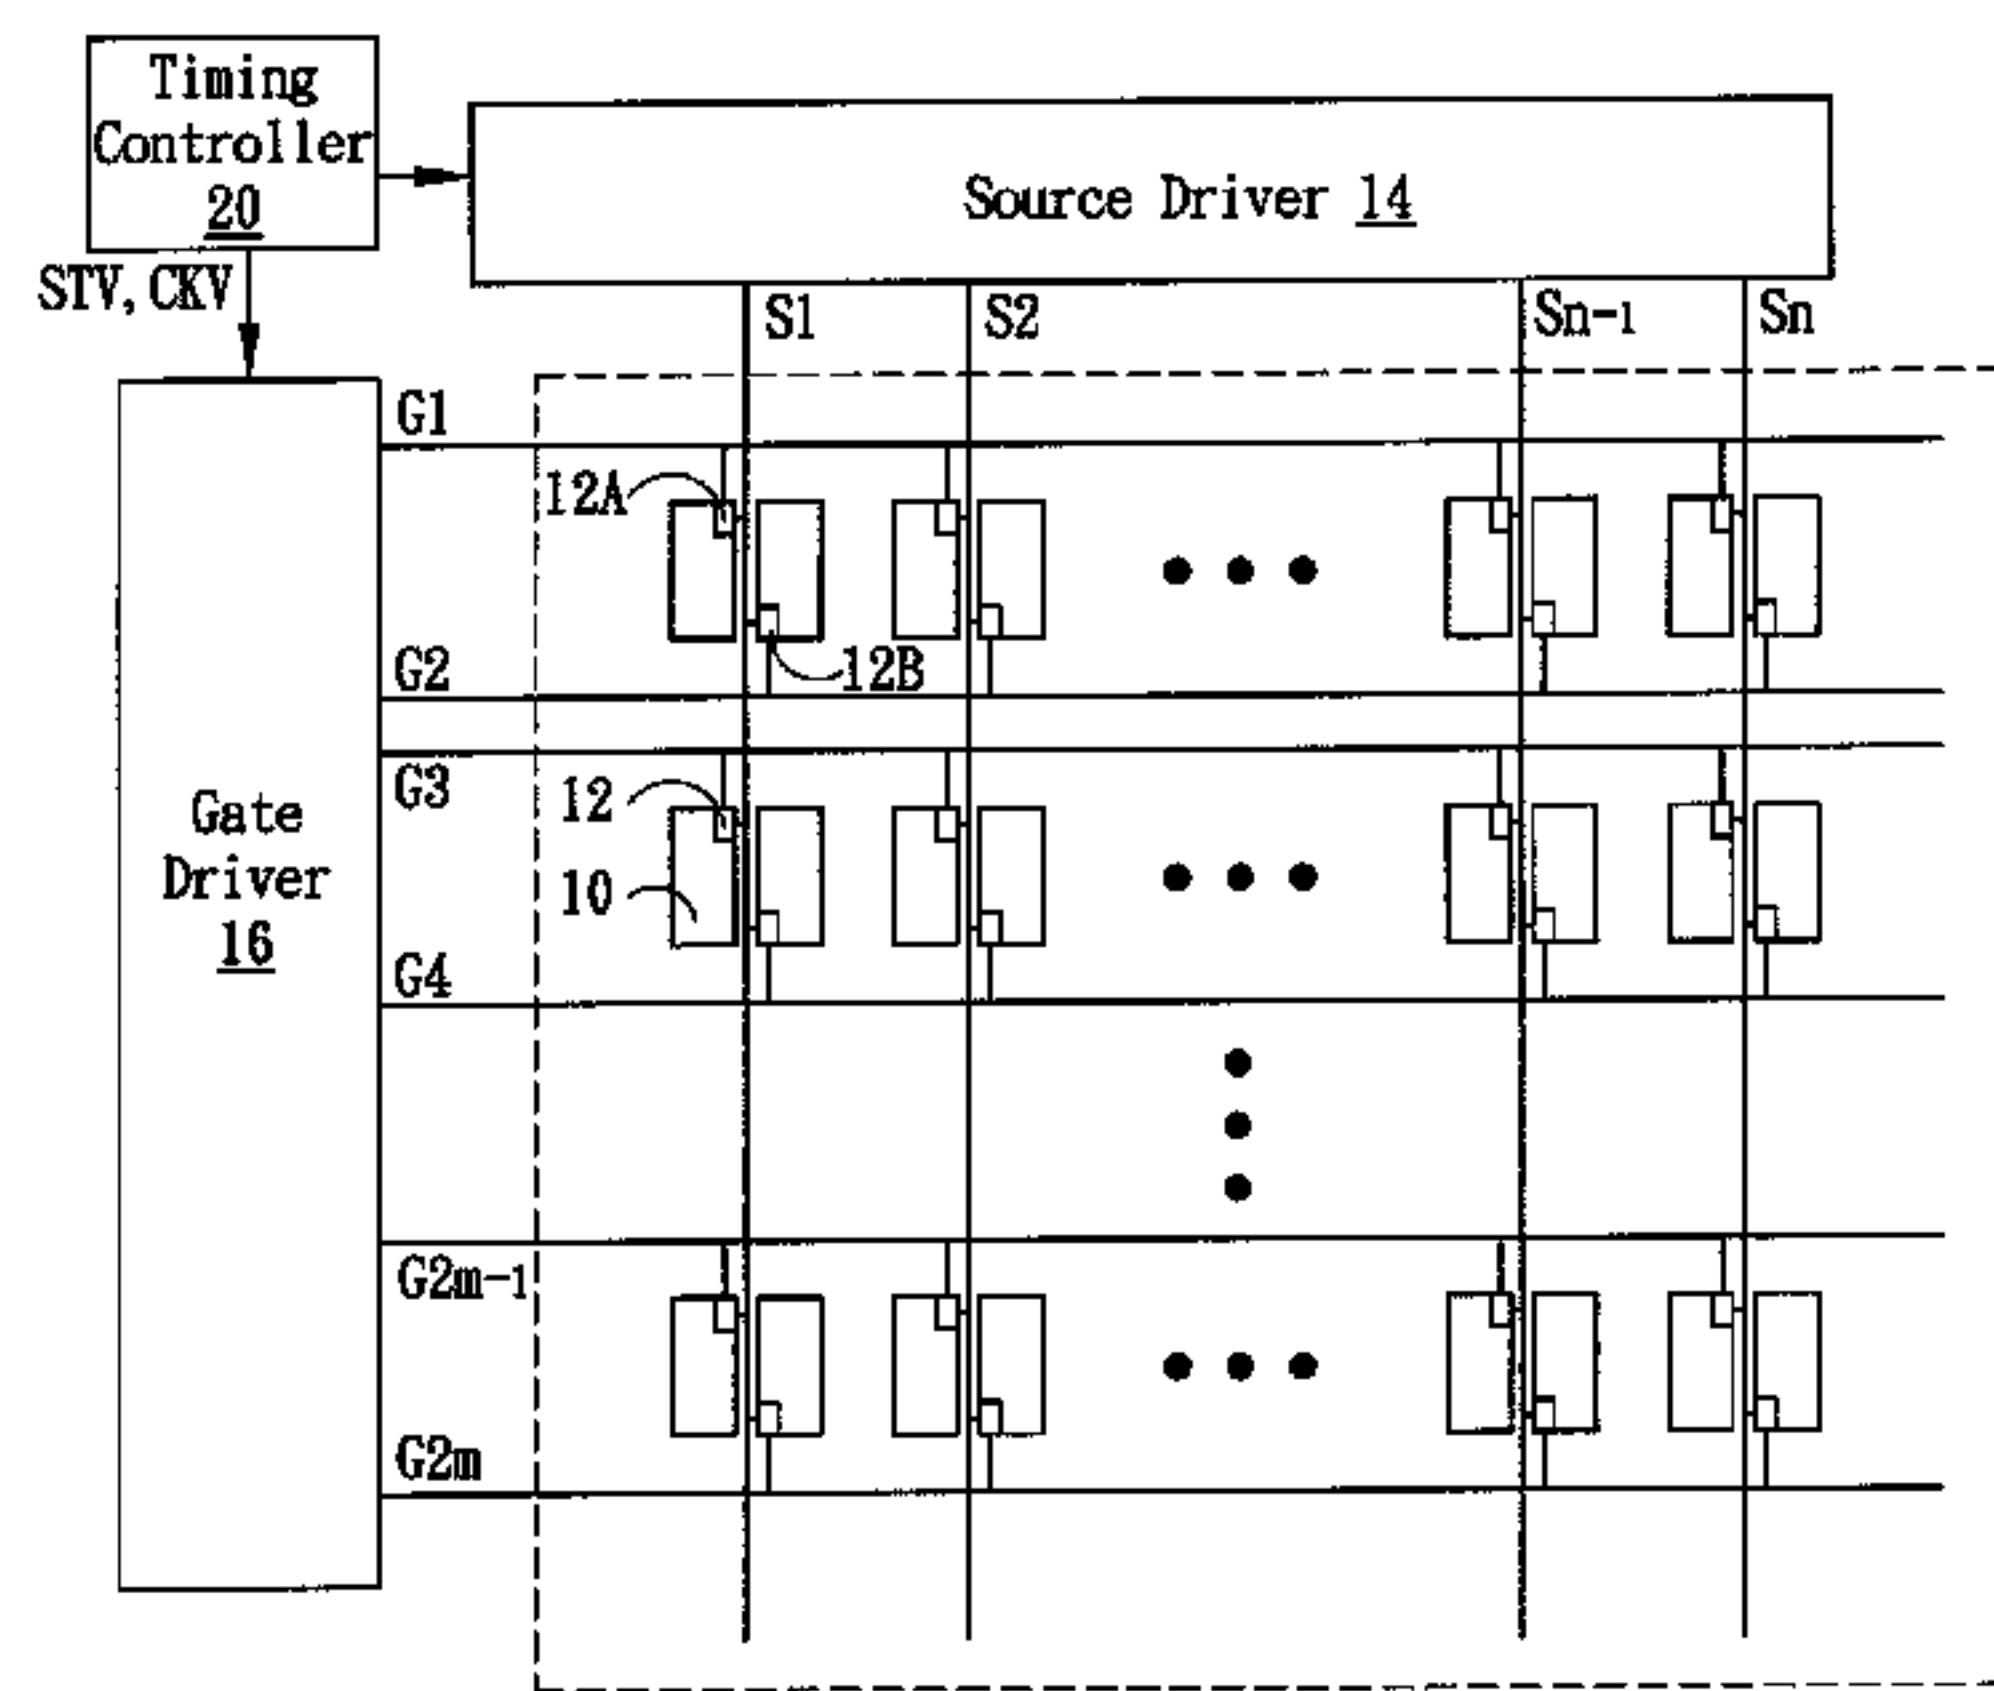 Timing
Controller
20
Source Driver 14
STV, CKV
S1
S2
Sn-1
Sn
G1
12A
G2
12B
G3
12
Gate
Driver
16
10
G4
G2m-1
G2m